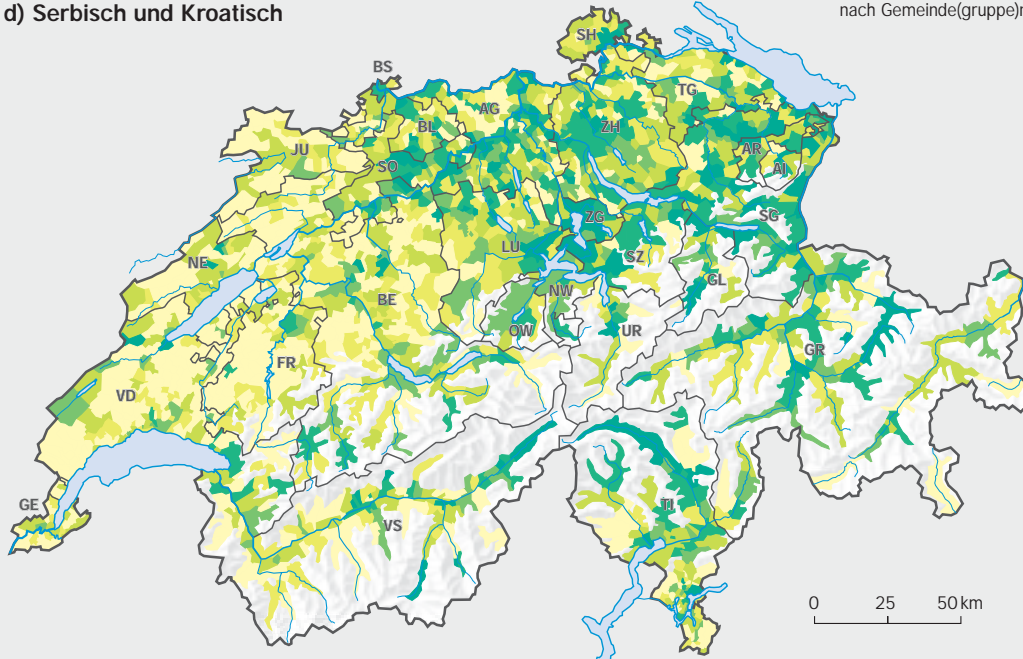 d) Serbisch und Kroatisch
nach Gemeinde(gruppe)n
SH
BS
TG
AG
BL
ZH
JU
AR
SO
AI
ZG
SG
LU
SZ
NE
GL
NW
BE
OW
UR
GR
FR
VD
GE
TI
VS
0 25 50 km